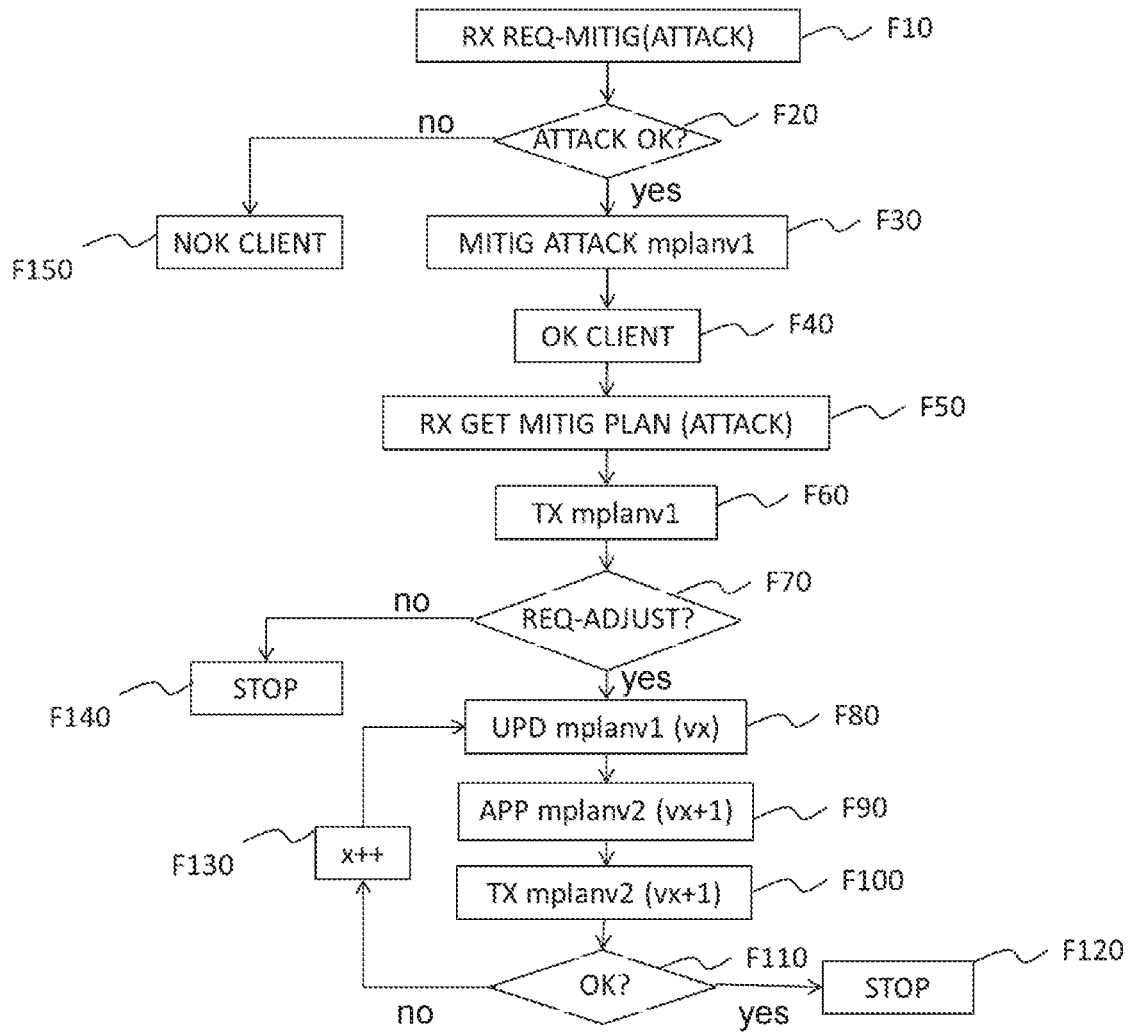 RX REQ-MITIG(ATTACK)
F10
ATTACK OK?
F20
no
yes
NOK CLIENT
F150
MITIG ATTACK mplanv1
F30
OK CLIENT
F40
RX GET MITIG PLAN (ATTACK)
F50
TX mplanv1
F60
REQ-ADJUST?
F70
no
yes
STOP
F140
UPD mplanv1 (vx)
F80
APP mplanv2 (vx+1)
F90
x++
F130
TX mplanv2 (vx+1)
F100
OK?
F110
no
yes
STOP
F120